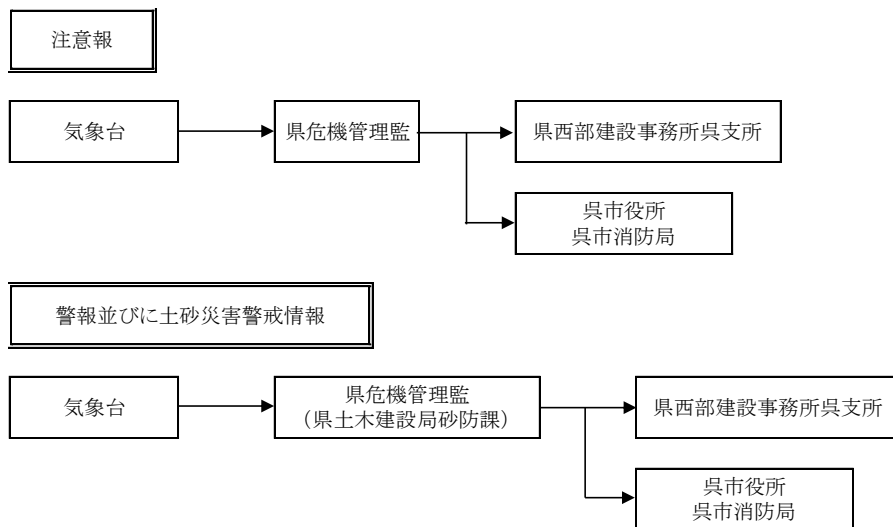 注意報
気象台
県危機管理監
県西部建設事務所呉支所
呉市役所
呉市消防局
警報並びに土砂災害警戒情報
気象台
県危機管理監
（県土木建設局砂防課）
県西部建設事務所呉支所
呉市役所
呉市消防局